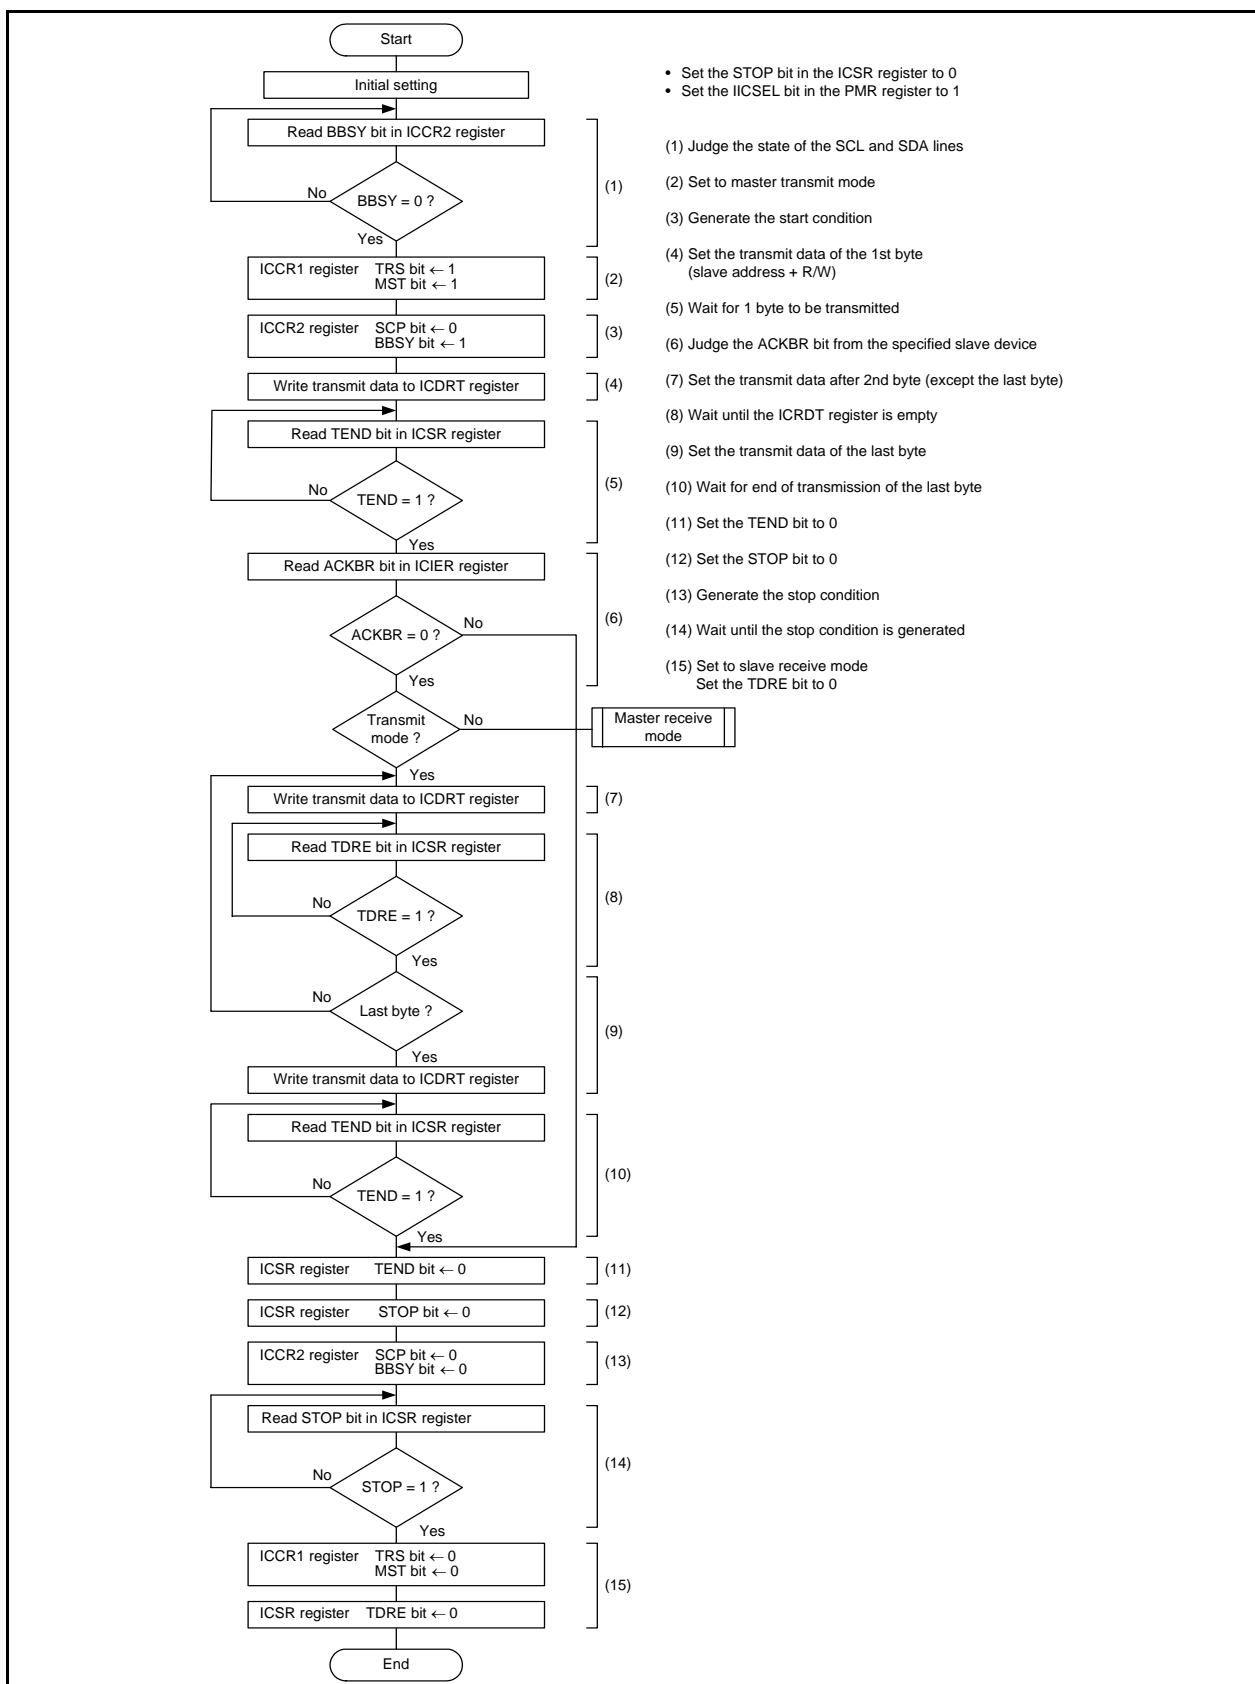 Start
Initial setting
• Set the STOP bit in the ICSR register to 0
• Set the IICSEL bit in the PMR register to 1
Read BBSY bit in ICCR2 register
No
BBSY = 0 ?
Yes
(1)
ICCR1 register TRS bit ← 1
MST bit ← 1
(2)
ICCR2 register SCP bit ← 0
BBSY bit ← 1
(3)
Write transmit data to ICDRT register
(4)
Read TEND bit in ICSR register
No
TEND = 1 ?
Yes
(5)
Read ACKBR bit in ICIER register
ACKBR = 0 ?
No
Yes
(6)
Transmit
mode ?
No
Master receive
mode
Yes
Write transmit data to ICDRT register
(7)
Read TDRE bit in ICSR register
No
TDRE = 1 ?
Yes
(8)
No
Last byte ?
Yes
(9)
Write transmit data to ICDRT register
Read TEND bit in ICSR register
No
TEND = 1 ?
Yes
(10)
ICSR register TEND bit ← 0
(11)
ICSR register STOP bit ← 0
(12)
ICCR2 register SCP bit ← 0
BBSY bit ← 0
(13)
Read STOP bit in ICSR register
No
STOP = 1 ?
Yes
(14)
ICCR1 register TRS bit ← 0
MST bit ← 0
(15)
ICSR register TDRE bit ← 0
End
(1) Judge the state of the SCL and SDA lines
(2) Set to master transmit mode
(3) Generate the start condition
(4) Set the transmit data of the 1st byte
(slave address + R/W)
(5) Wait for 1 byte to be transmitted
(6) Judge the ACKBR bit from the specified slave device
(7) Set the transmit data after 2nd byte (except the last byte)
(8) Wait until the ICRDT register is empty
(9) Set the transmit data of the last byte
(10) Wait for end of transmission of the last byte
(11) Set the TEND bit to 0
(12) Set the STOP bit to 0
(13) Generate the stop condition
(14) Wait until the stop condition is generated
(15) Set to slave receive mode
Set the TDRE bit to 0